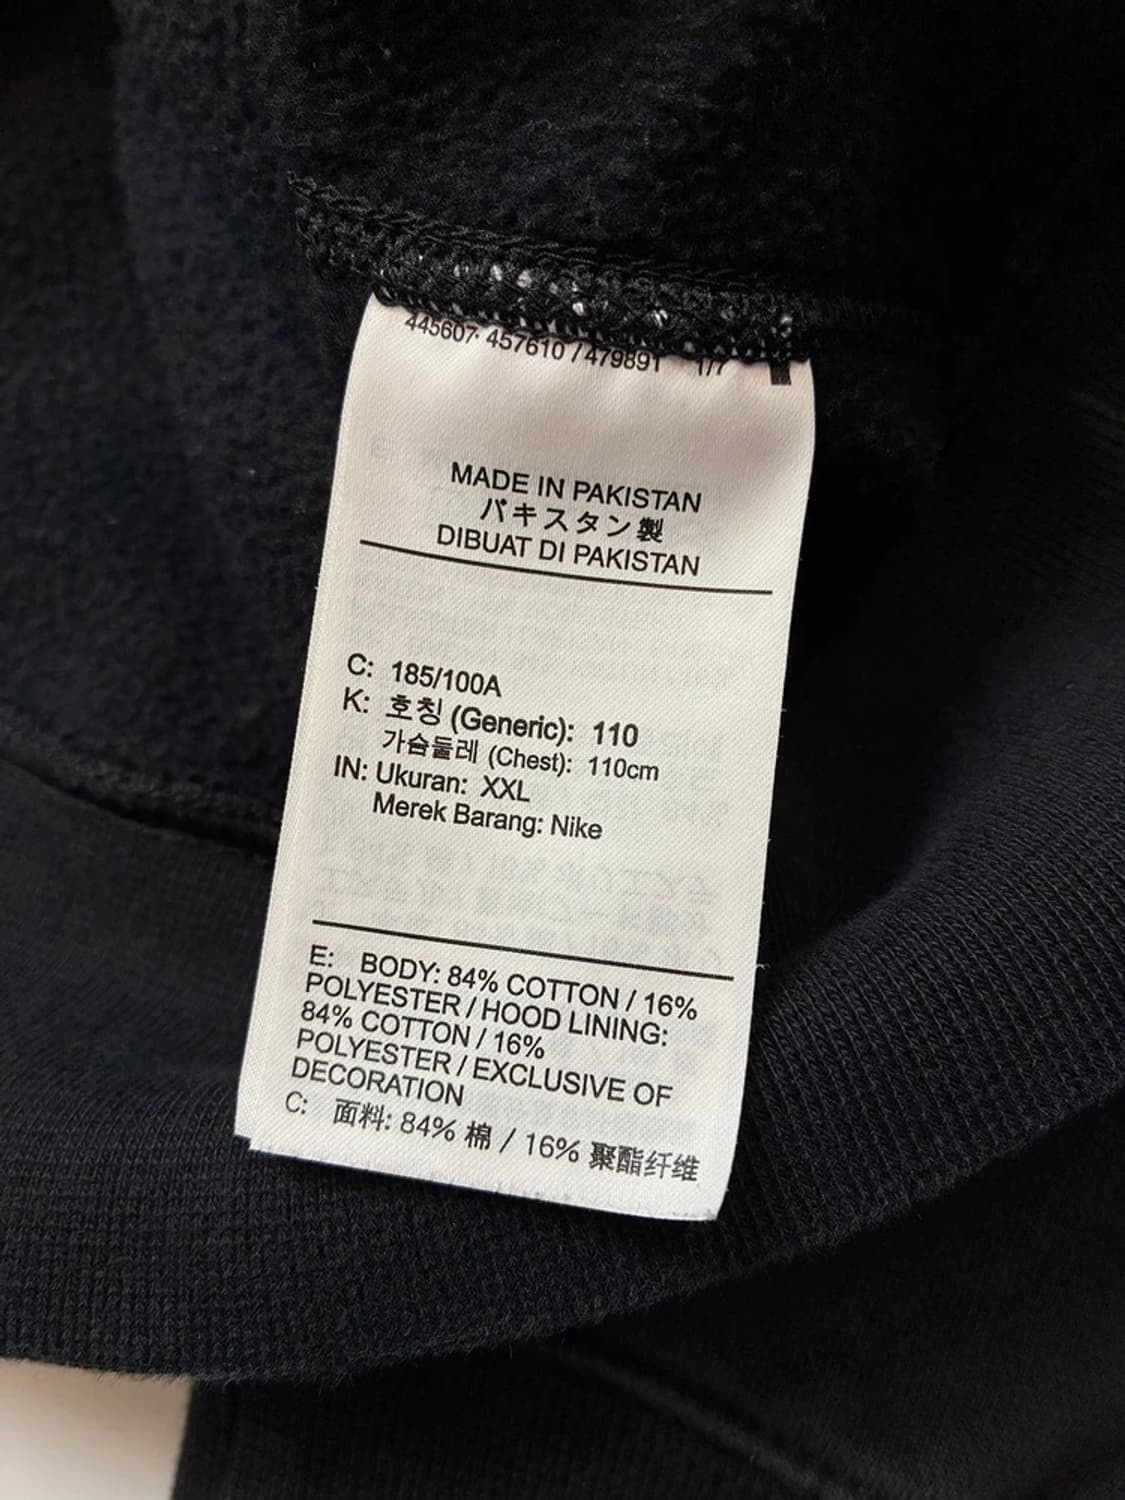 445607· 457610 / 479891 1/7
MADE IN PAKISTAN
パキスタン製
DIBUAT DI PAKISTAN
C: 185/100A
K: 호칭 (Generic): 110
가슴둘레 (Chest): 110cm
IN: Ukuran: XXL
Merek Barang: Nike
E: BODY: 84% COTTON / 16%
POLYESTER / HOOD LINING:
84% COTTON / 16%
POLYESTER / EXCLUSIVE OF
DECORATION
C: 面料: 84% 棉 / 16% 聚酯纤维